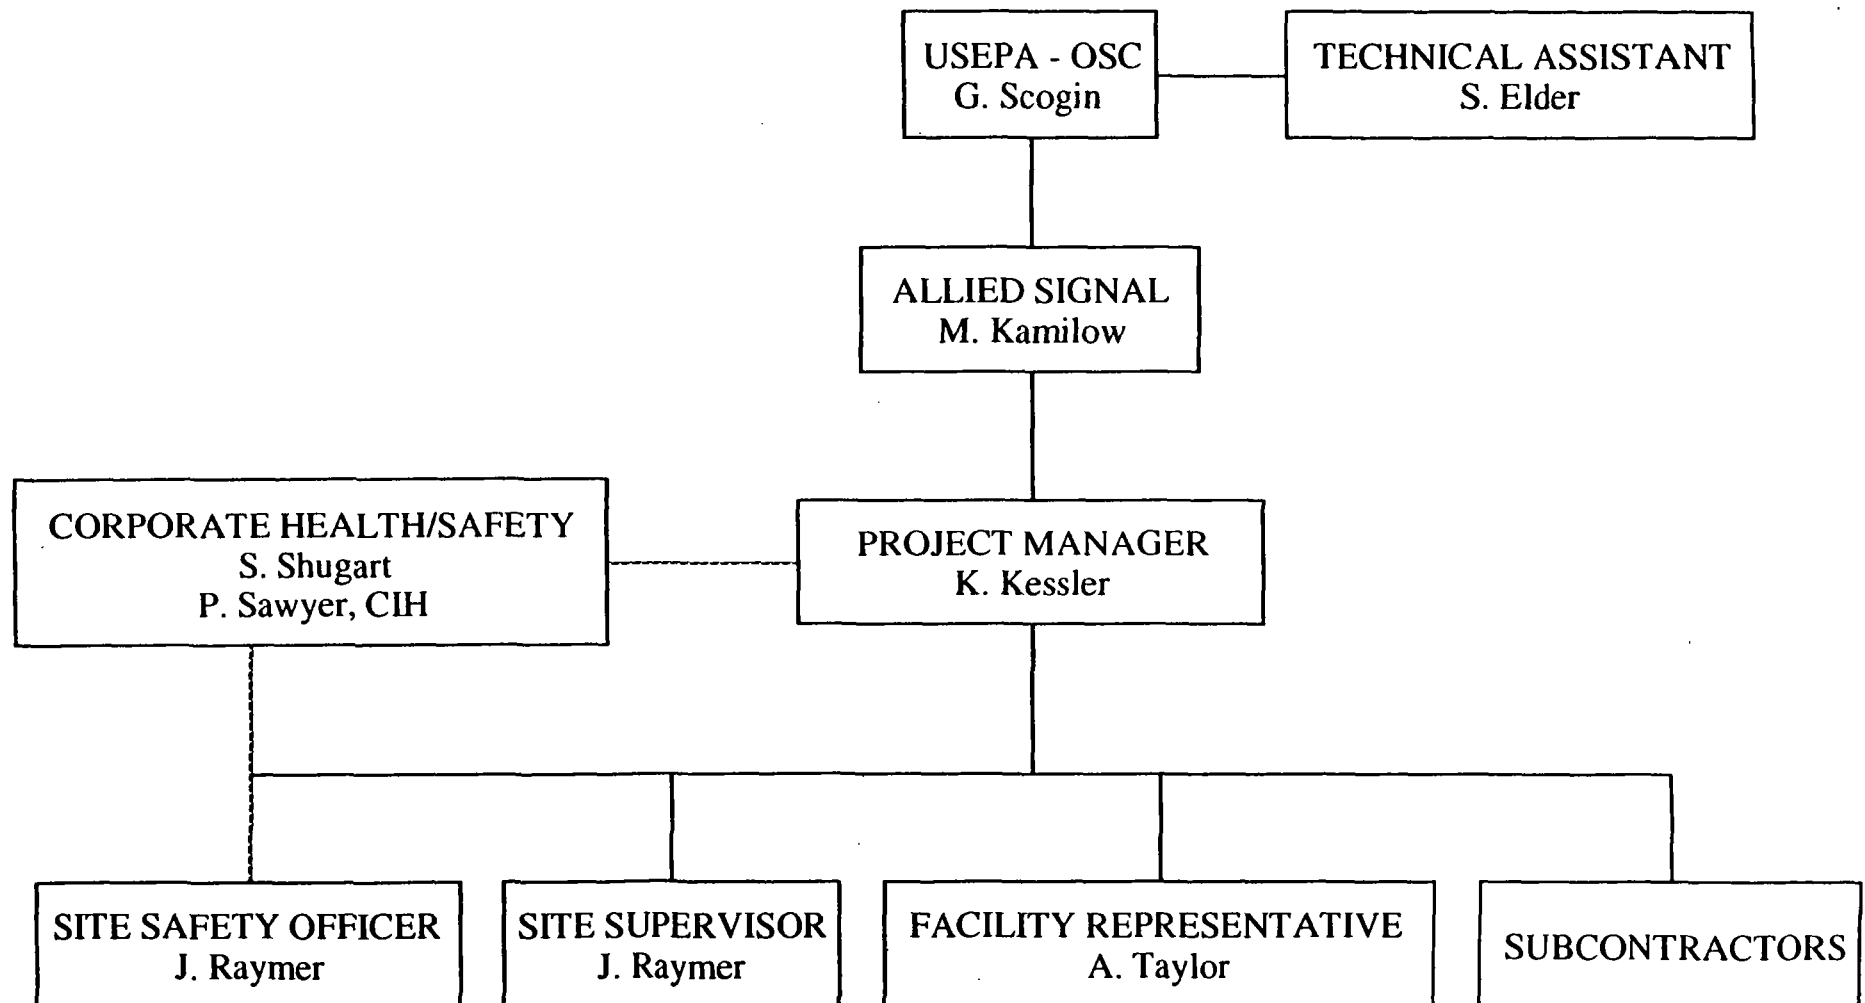 USEPA - OSC
G. Scogin
TECHNICAL ASSISTANT
S. Elder
ALLIED SIGNAL
M. Kamilow
CORPORATE HEALTH/SAFETY
S. Shugart
P. Sawyer, CIH
PROJECT MANAGER
K. Kessler
SITE SAFETY OFFICER
J. Raymer
SITE SUPERVISOR
J. Raymer
FACILITY REPRESENTATIVE
A. Taylor
SUBCONTRACTORS